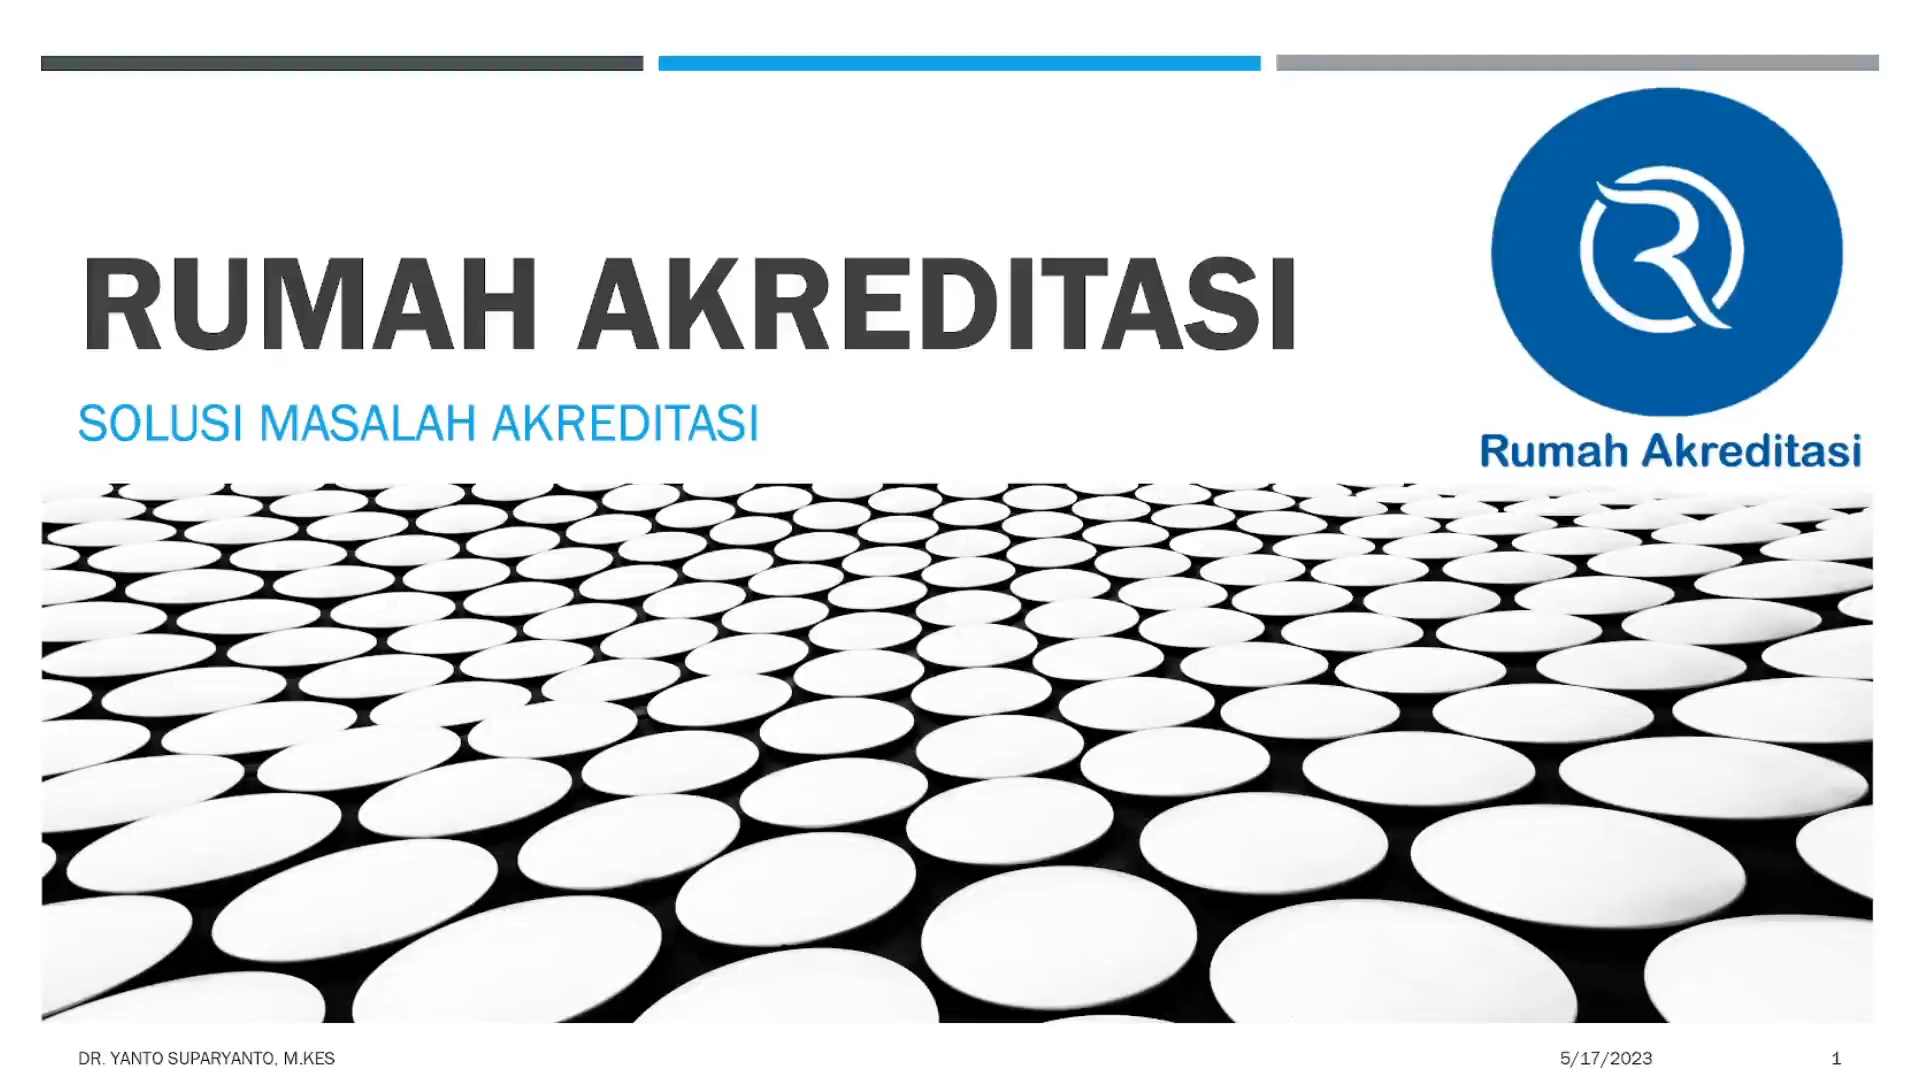 RUMAH AKREDITASI
SOLUSI MASALAH AKREDITASI
Rumah Akreditasi
DR. YANTO SUPARYANTO, M.KES
5/17/2023
1